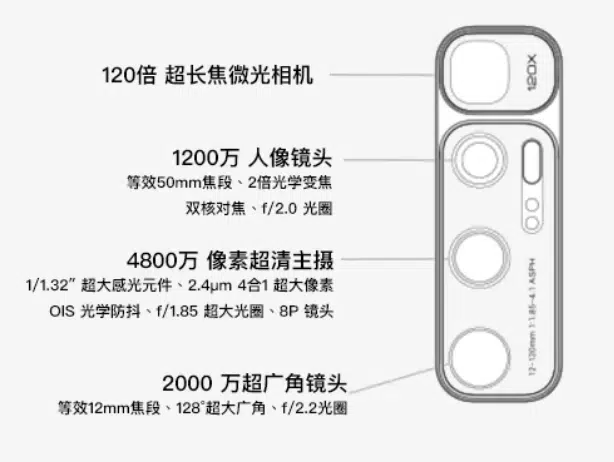 120倍 超长焦微光相机
120X
1200万 人像镜头
等效50mm焦段、2倍光学变焦
双核对焦、f/2.0 光圈
4800万 像素超清主摄
1/1.32″ 超大感光元件、2.4μm 4合1 超大像素
OIS 光学防抖、f/1.85 超大光圈、8P 镜头
12-120mm 1:1.85-4.1 ASPH
2000 万超广角镜头
等效12mm焦段、128°超大广角、f/2.2光圈